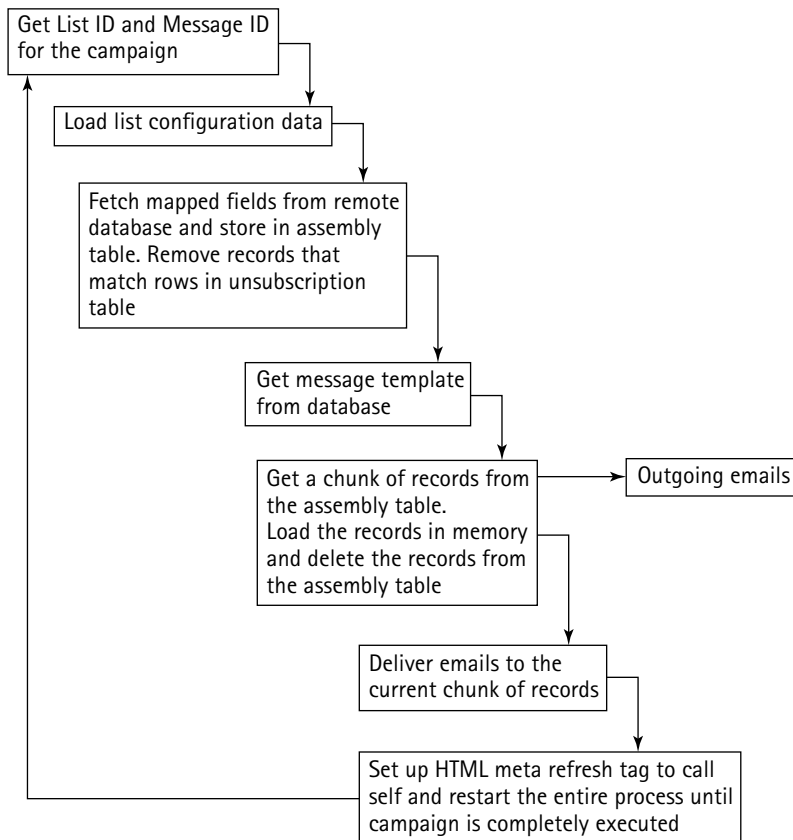 Get List ID and Message ID
for the campaign
Load list configuration data
Fetch mapped fields from remote
database and store in assembly
table. Remove records that
match rows in unsubscription
table
Get message template
from database
Get a chunk of records from
the assembly table.
Load the records in memory
and delete the records from
the assembly table
Outgoing emails
Deliver emails to the
current chunk of records
Set up HTML meta refresh tag to call
self and restart the entire process until
campaign is completely executed